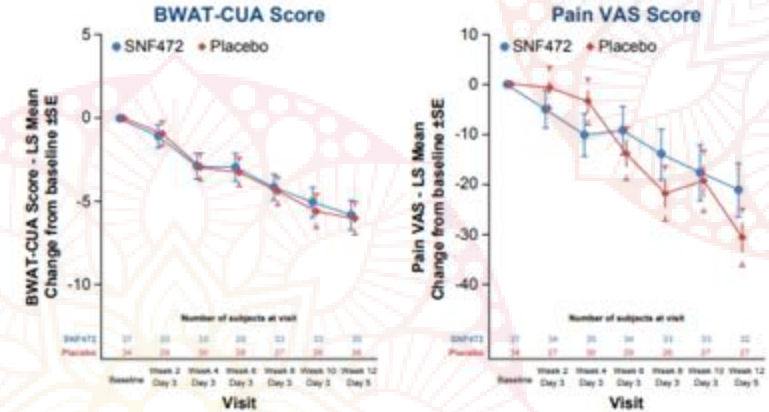 BWAT-CUA Score
5
SNF472 Placebo
0
-5
-10
BWAT-CUA Score - LS Mean
Change from baseline ±SE
Number of subjects at visit
SNF472
Placebo
Baseline
Week 2 Day 3
Week 4 Day 3
Week 6 Day 3
Week 8 Day 3
Week 10 Day 3
Week 12 Day 5
Visit
Pain VAS Score
10
SNF472 Placebo
0
-10
-20
-30
-40
Pain VAS - LS Mean
Change from baseline ±SE
Number of subjects at visit
SNF472
Placebo
Baseline
Week 2 Day 3
Week 4 Day 3
Week 6 Day 3
Week 8 Day 3
Week 10 Day 3
Week 12 Day 5
Visit